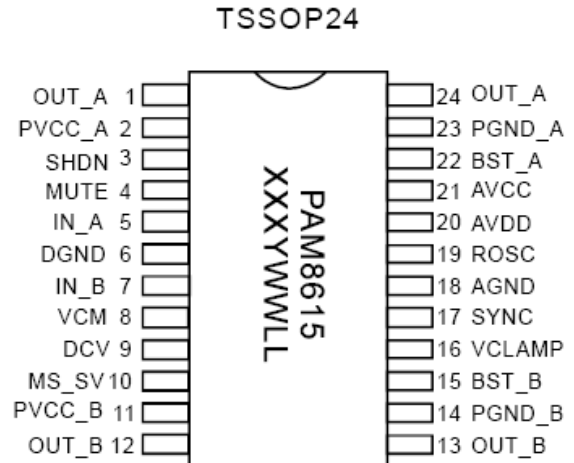 TSSOP24
OUT_A 1
PVCC_A 2
SHDN 3
MUTE 4
IN_A 5
DGND 6
IN_B 7
VCM 8
DCV 9
MS_SV 10
PVCC_B 11
OUT_B 12
PAM8615
XXXYWWLL
24 OUT_A
23 PGND_A
22 BST_A
21 AVCC
20 AVDD
19 ROSC
18 AGND
17 SYNC
16 VCLAMP
15 BST_B
14 PGND_B
13 OUT_B